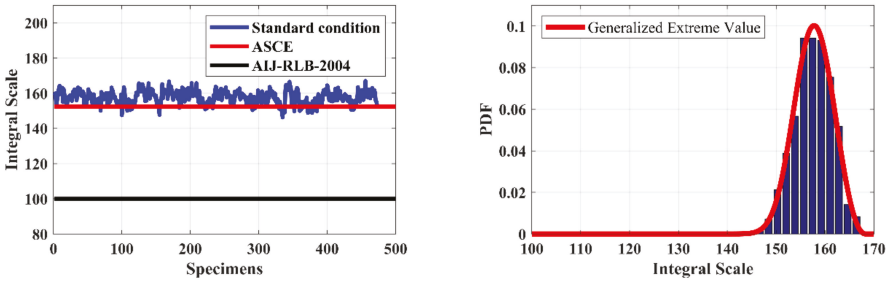 200
180
160
140
120
100
80
Integral Scale
Standard condition
ASCE
AIJ-RLB-2004
0 100 200 300 400 500
Specimens
0.1
0.08
0.06
0.04
0.02
0
PDF
Generalized Extreme Value
100 110 120 130 140 150 160 170
Integral Scale